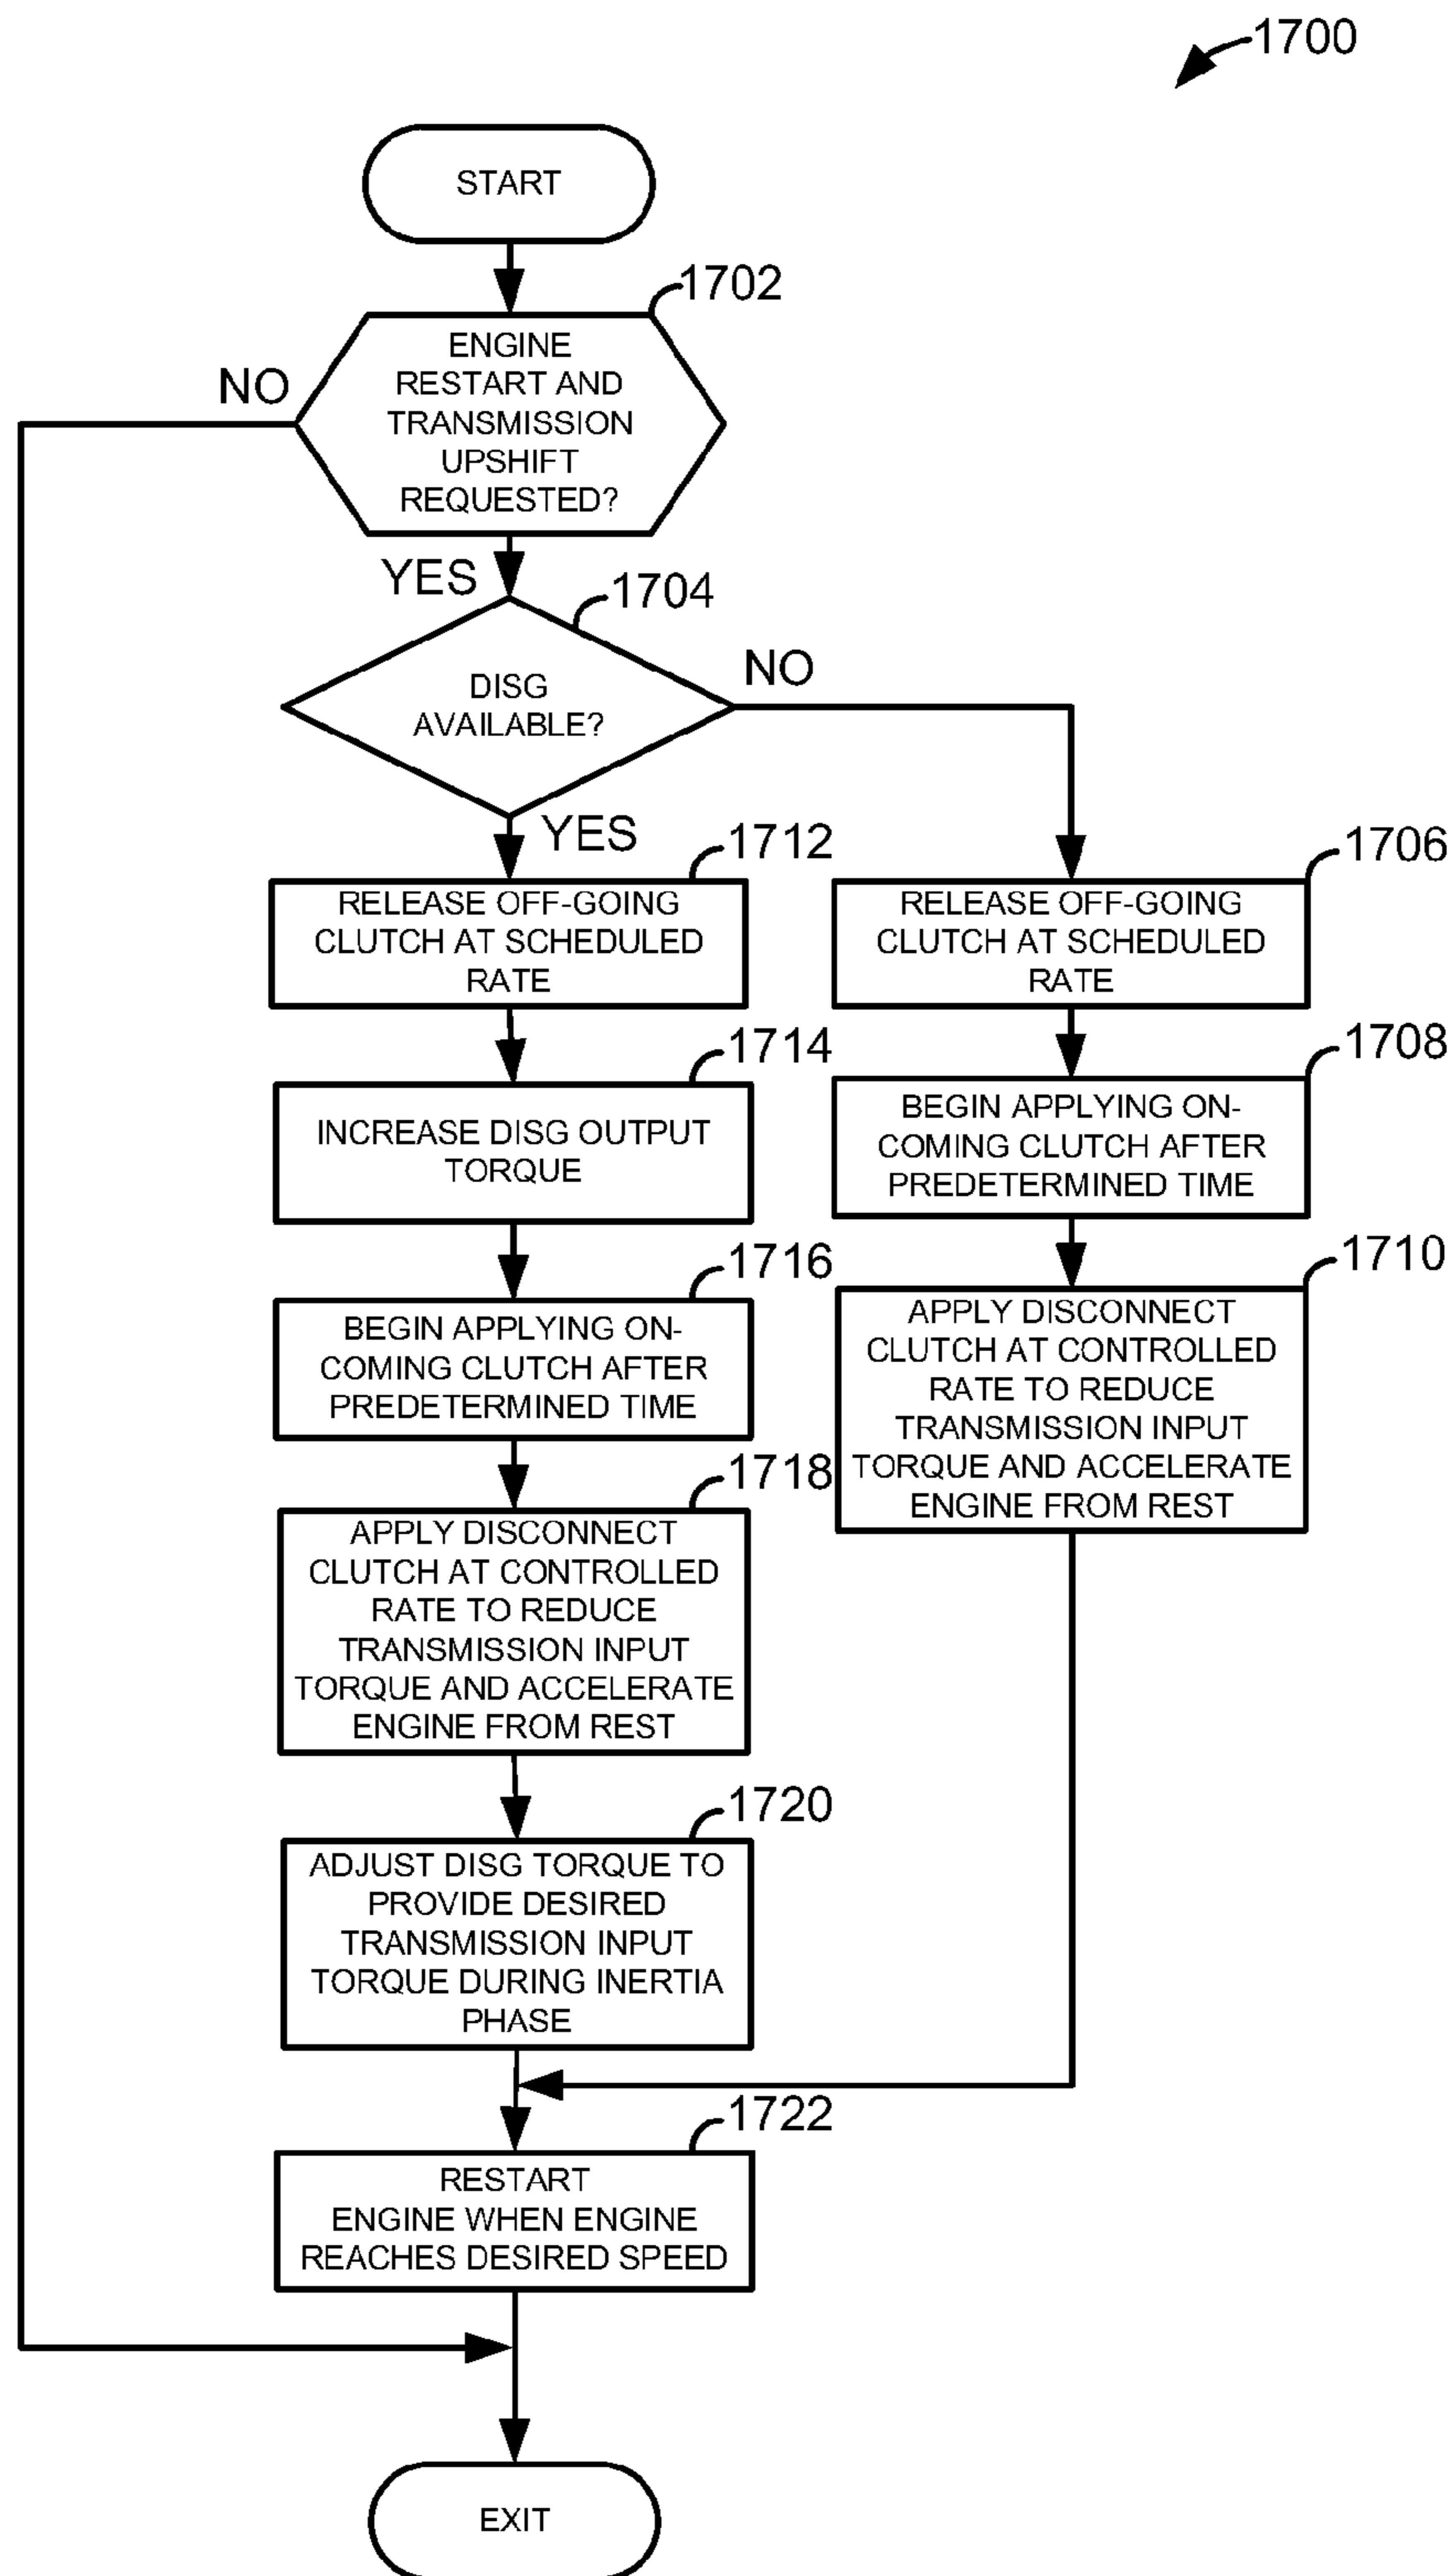 1700
START
1702
ENGINE
RESTART AND
TRANSMISSION
UPSHIFT
REQUESTED?
NO
YES
1704
DISG
AVAILABLE?
NO
YES
1712
RELEASE OFF-GOING
CLUTCH AT SCHEDULED
RATE
1706
RELEASE OFF-GOING
CLUTCH AT SCHEDULED
RATE
1714
INCREASE DISG OUTPUT
TORQUE
1708
BEGIN APPLYING ON-
COMING CLUTCH AFTER
PREDETERMINED TIME
1716
BEGIN APPLYING ON-
COMING CLUTCH AFTER
PREDETERMINED TIME
1710
APPLY DISCONNECT
CLUTCH AT CONTROLLED
RATE TO REDUCE
TRANSMISSION INPUT
TORQUE AND ACCELERATE
ENGINE FROM REST
1718
APPLY DISCONNECT
CLUTCH AT CONTROLLED
RATE TO REDUCE
TRANSMISSION INPUT
TORQUE AND ACCELERATE
ENGINE FROM REST
1720
ADJUST DISG TORQUE TO
PROVIDE DESIRED
TRANSMISSION INPUT
TORQUE DURING INERTIA
PHASE
1722
RESTART
ENGINE WHEN ENGINE
REACHES DESIRED SPEED
EXIT